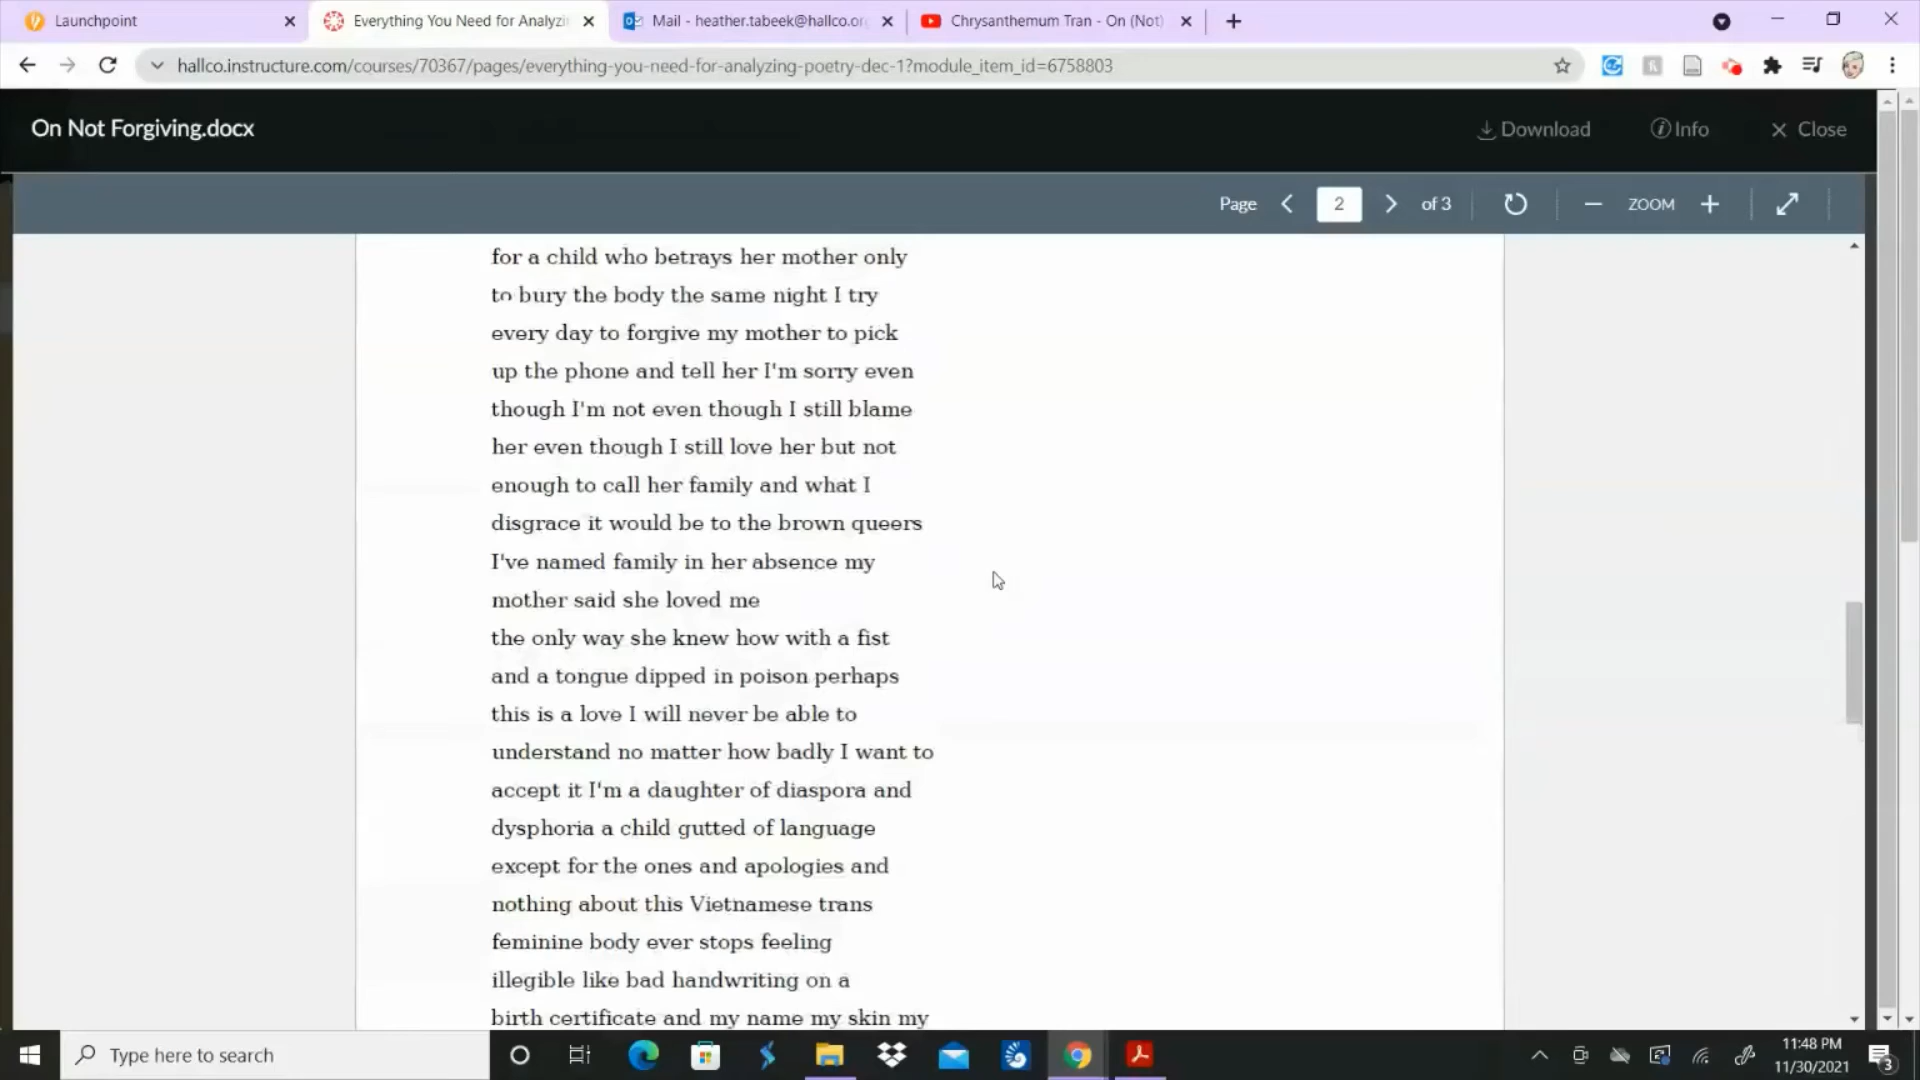 Launchpoint
Everything You Need for Analyzi
Mail - heather.tabeek@hallco.or
Chrysanthemum Tran - On (Not)
hallco.instructure.com/courses/70367/pages/everything-you-need-for-analyzing-poetry-dec-1?module_item_id=6758803
On Not Forgiving.docx
Download
Info
Close
Page 2 of 3
ZOOM
for a child who betrays her mother only
to bury the body the same night I try
every day to forgive my mother to pick
up the phone and tell her I'm sorry even
though I'm not even though I still blame
her even though I still love her but not
enough to call her family and what I
disgrace it would be to the brown queers
I've named family in her absence my
mother said she loved me
the only way she knew how with a fist
and a tongue dipped in poison perhaps
this is a love I will never be able to
understand no matter how badly I want to
accept it I'm a daughter of diaspora and
dysphoria a child gutted of language
except for the ones and apologies and
nothing about this Vietnamese trans
feminine body ever stops feeling
illegible like bad handwriting on a
birth certificate and my name my skin my
Type here to search
11:48 PM
11/30/2021
3